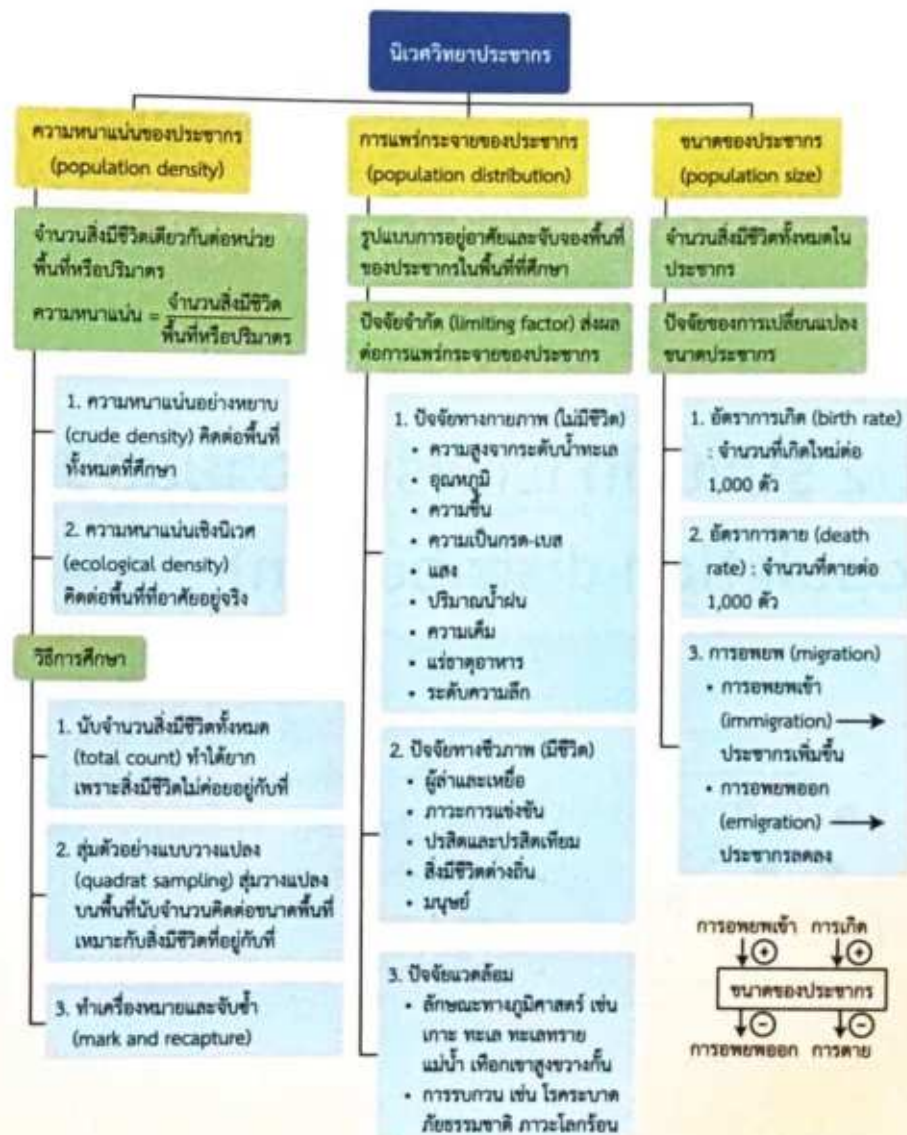 นิเวศวิทยาประชากร
ความหนาแน่นของประชากร
(population density)
จำนวนสิ่งมีชีวิตเดียวกันต่อหน่วย
พื้นที่หรือปริมาตร
ความหนาแน่น = จำนวนสิ่งมีชีวิต
พื้นที่หรือปริมาตร
1. ความหนาแน่นอย่างหยาบ
(crude density) คิดต่อพื้นที่
ทั้งหมดที่ศึกษา
2. ความหนาแน่นเชิงนิเวศ
(ecological density)
คิดต่อพื้นที่ที่อาศัยอยู่จริง
วิธีการศึกษา
1. นับจำนวนสิ่งมีชีวิตทั้งหมด
(total count) ทำได้ยาก
เพราะสิ่งมีชีวิตไม่ค่อยอยู่กับที่
2. สุ่มตัวอย่างแบบวางแปลง
(quadrat sampling) สุ่มวางแปลง
บนพื้นที่นับจำนวนคิดต่อขนาดพื้นที่
เหมาะกับสิ่งมีชีวิตที่อยู่กับที่
3. ทำเครื่องหมายและจับซ้ำ
(mark and recapture)
การแพร่กระจายของประชากร
(population distribution)
รูปแบบการอยู่อาศัยและจับจองพื้นที่
ของประชากรในพื้นที่ที่ศึกษา
ปัจจัยจำกัด (limiting factor) ส่งผล
ต่อการแพร่กระจายของประชากร
1. ปัจจัยทางกายภาพ (ไม่มีชีวิต)
• ความสูงจากระดับน้ำทะเล
• อุณหภูมิ
• ความชื้น
• ความเป็นกรด-เบส
• แสง
• ปริมาณน้ำฝน
• ความเค็ม
• แร่ธาตุอาหาร
• ระดับความลึก
2. ปัจจัยทางชีวภาพ (มีชีวิต)
• ผู้ล่าและเหยื่อ
• ภาวะการแข่งขัน
• ปรสิตและปรสิตเทียม
• สิ่งมีชีวิตต่างถิ่น
• มนุษย์
3. ปัจจัยแวดล้อม
• ลักษณะทางภูมิศาสตร์ เช่น
เกาะ ทะเล ทะเลทราย
แม่น้ำ เทือกเขาสูงขวางกั้น
• การรบกวน เช่น โรคระบาด
ภัยธรรมชาติ ภาวะโลกร้อน
ขนาดของประชากร
(population size)
จำนวนสิ่งมีชีวิตทั้งหมดใน
ประชากร
ปัจจัยของการเปลี่ยนแปลง
ขนาดประชากร
1. อัตราการเกิด (birth rate)
: จำนวนที่เกิดใหม่ต่อ
1,000 ตัว
2. อัตราการตาย (death
rate) : จำนวนที่ตายต่อ
1,000 ตัว
3. การอพยพ (migration)
• การอพยพเข้า
(immigration) →
ประชากรเพิ่มขึ้น
• การอพยพออก
(emigration) →
ประชากรลดลง
การอพยพเข้า การเกิด
+ +
ขนาดของประชากร
− −
การอพยพออก การตาย